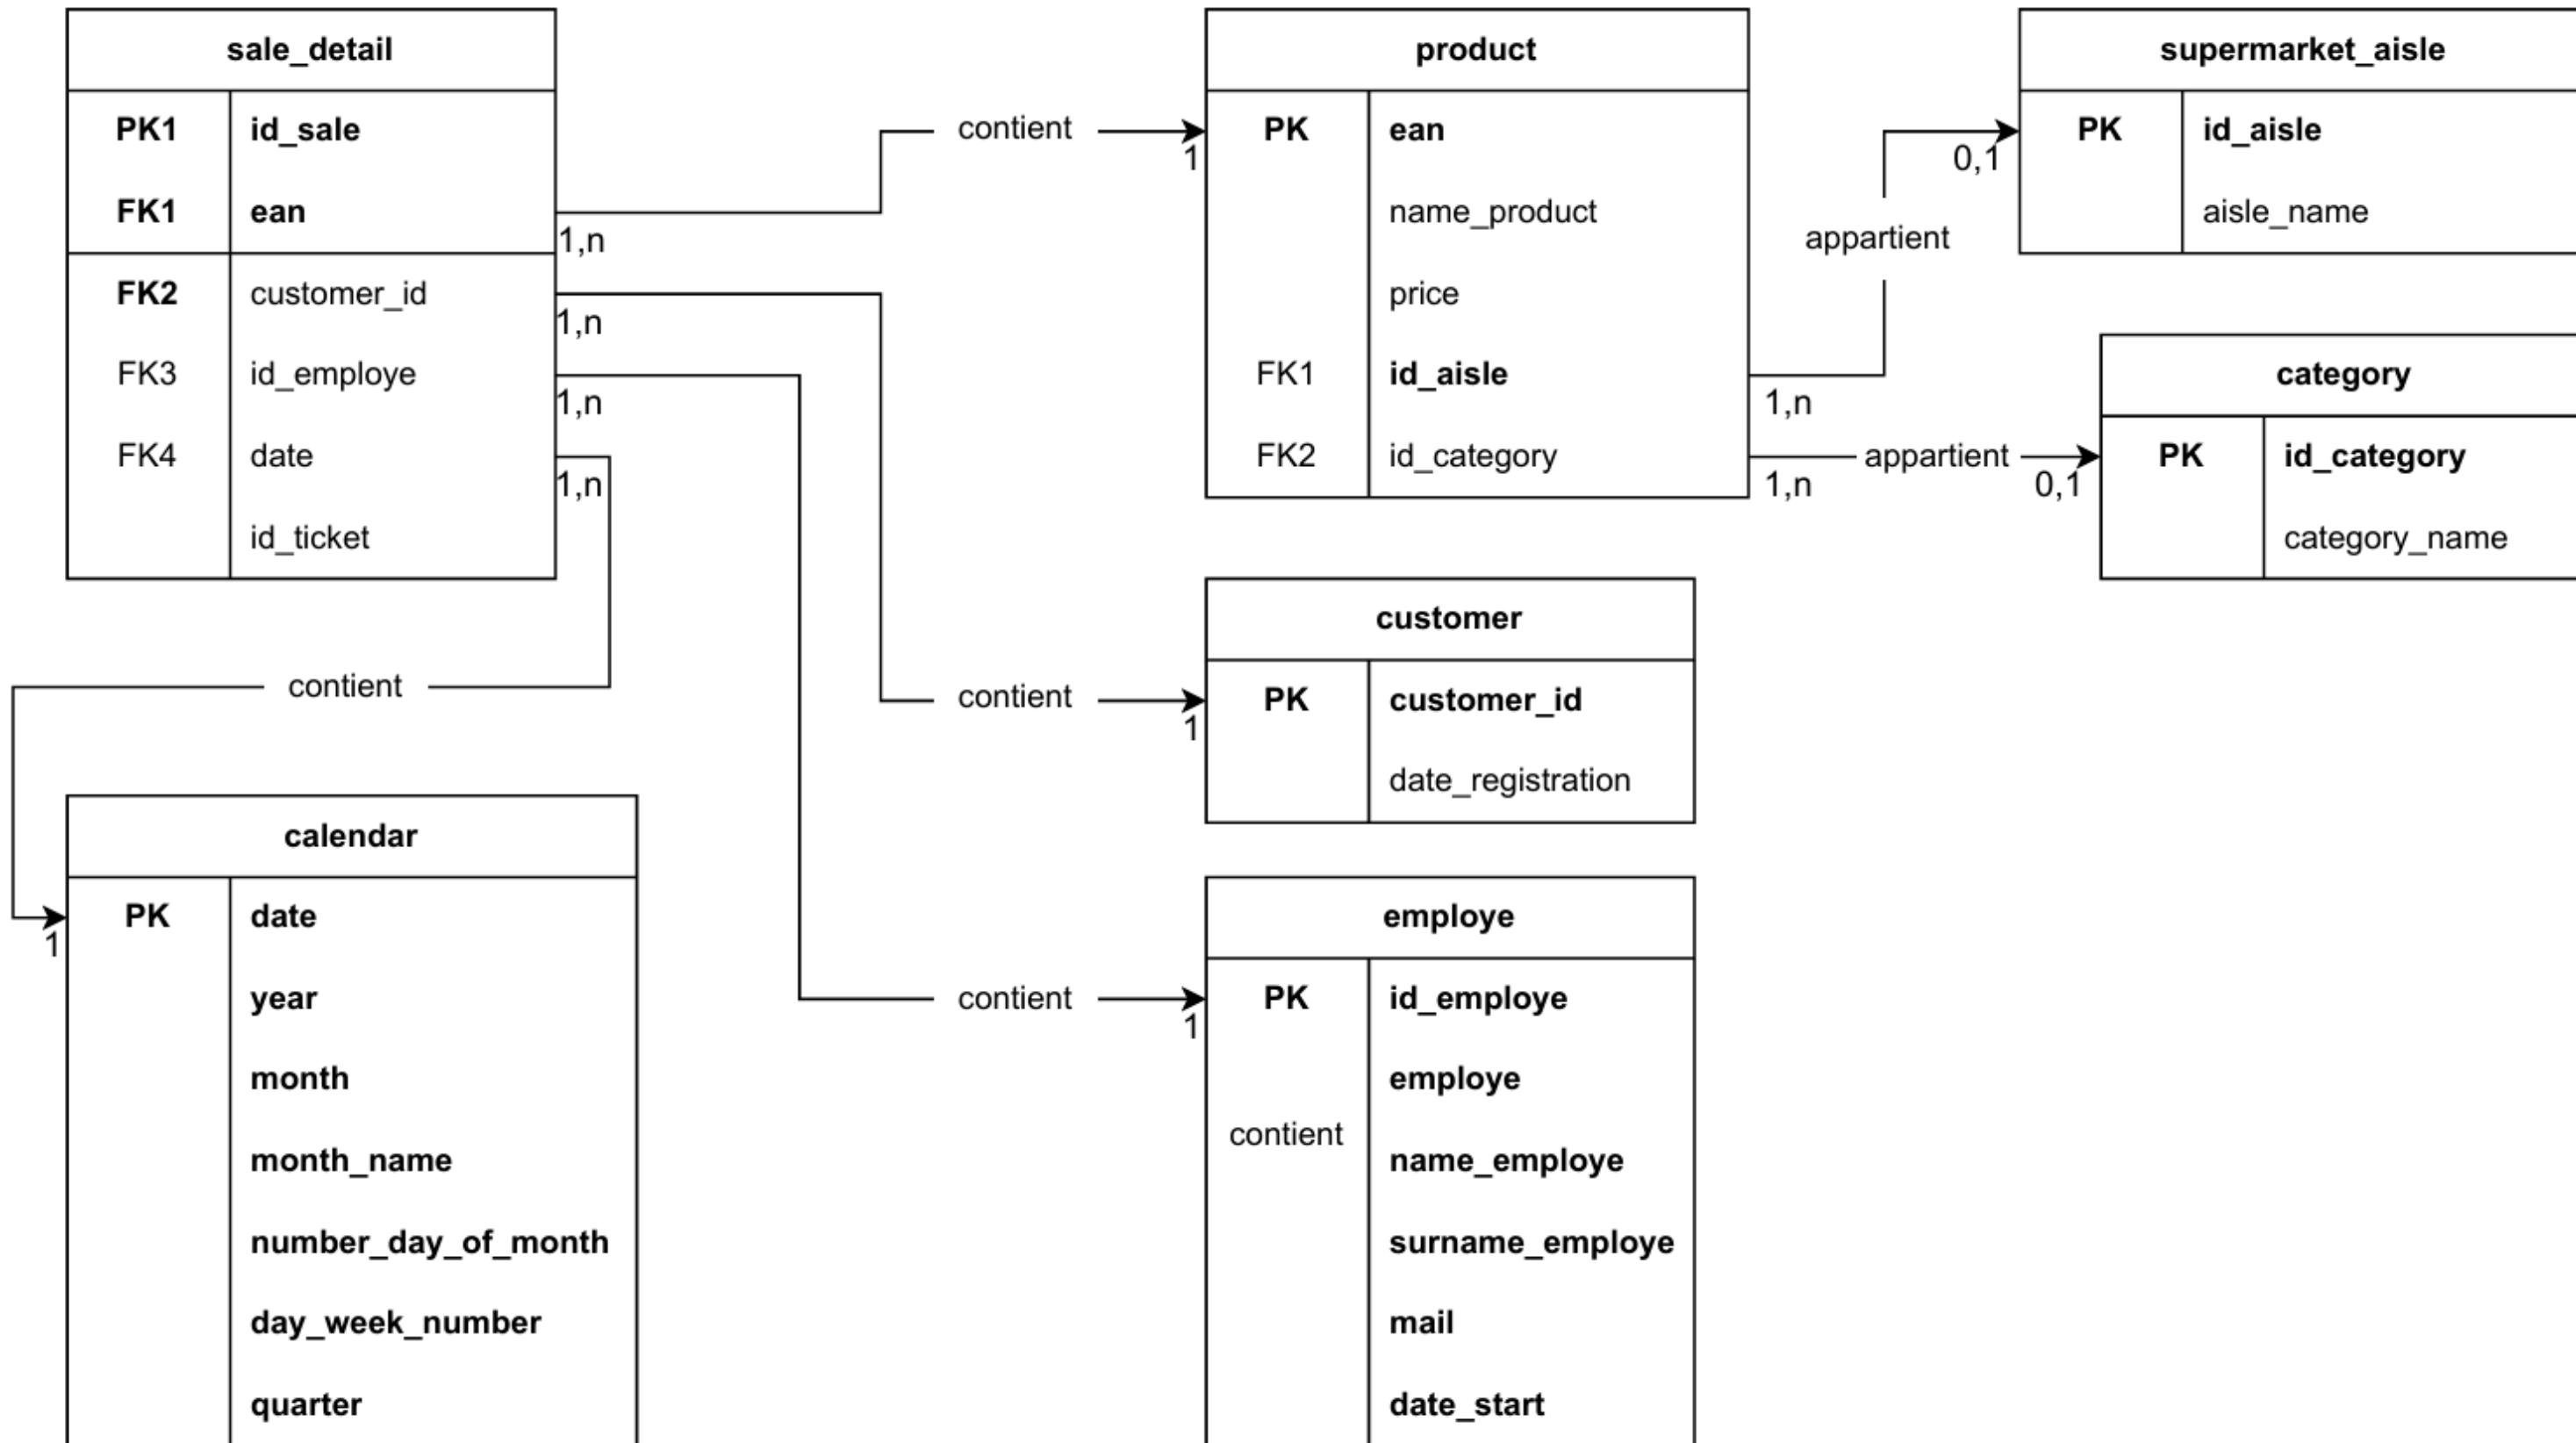 sale_detail
PK1 id_sale
FK1 ean
1,n
FK2 customer_id
1,n
FK3 id_employe
1,n
FK4 date
1,n
id_ticket
contient
1
product
PK ean
name_product
price
FK1 id_aisle
1,n
FK2 id_category
1,n
appartient
0,1
supermarket_aisle
PK id_aisle
aisle_name
appartient
0,1
category
PK id_category
category_name
contient
1
customer
PK customer_id
date_registration
contient
1
calendar
PK date
year
month
month_name
number_day_of_month
day_week_number
quarter
contient
1
employe
PK id_employe
employe
contient
name_employe
surname_employe
mail
date_start